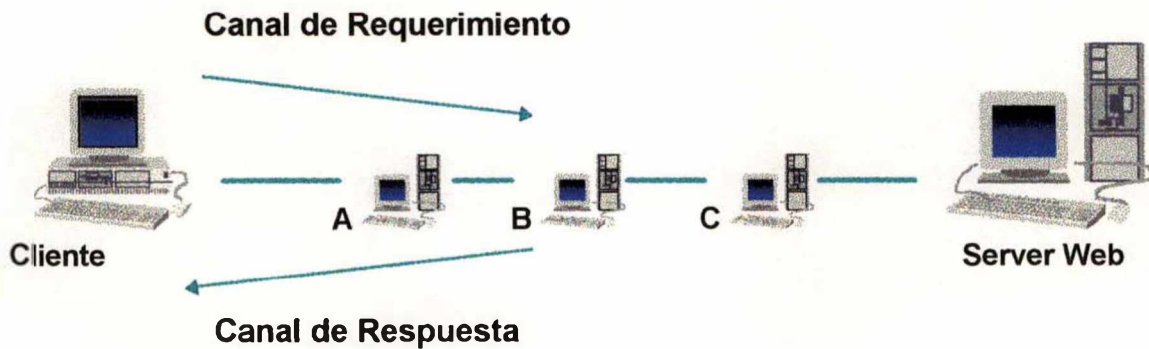 Canal de Requerimiento
A
B
C
Cliente
Server Web
Canal de Respuesta